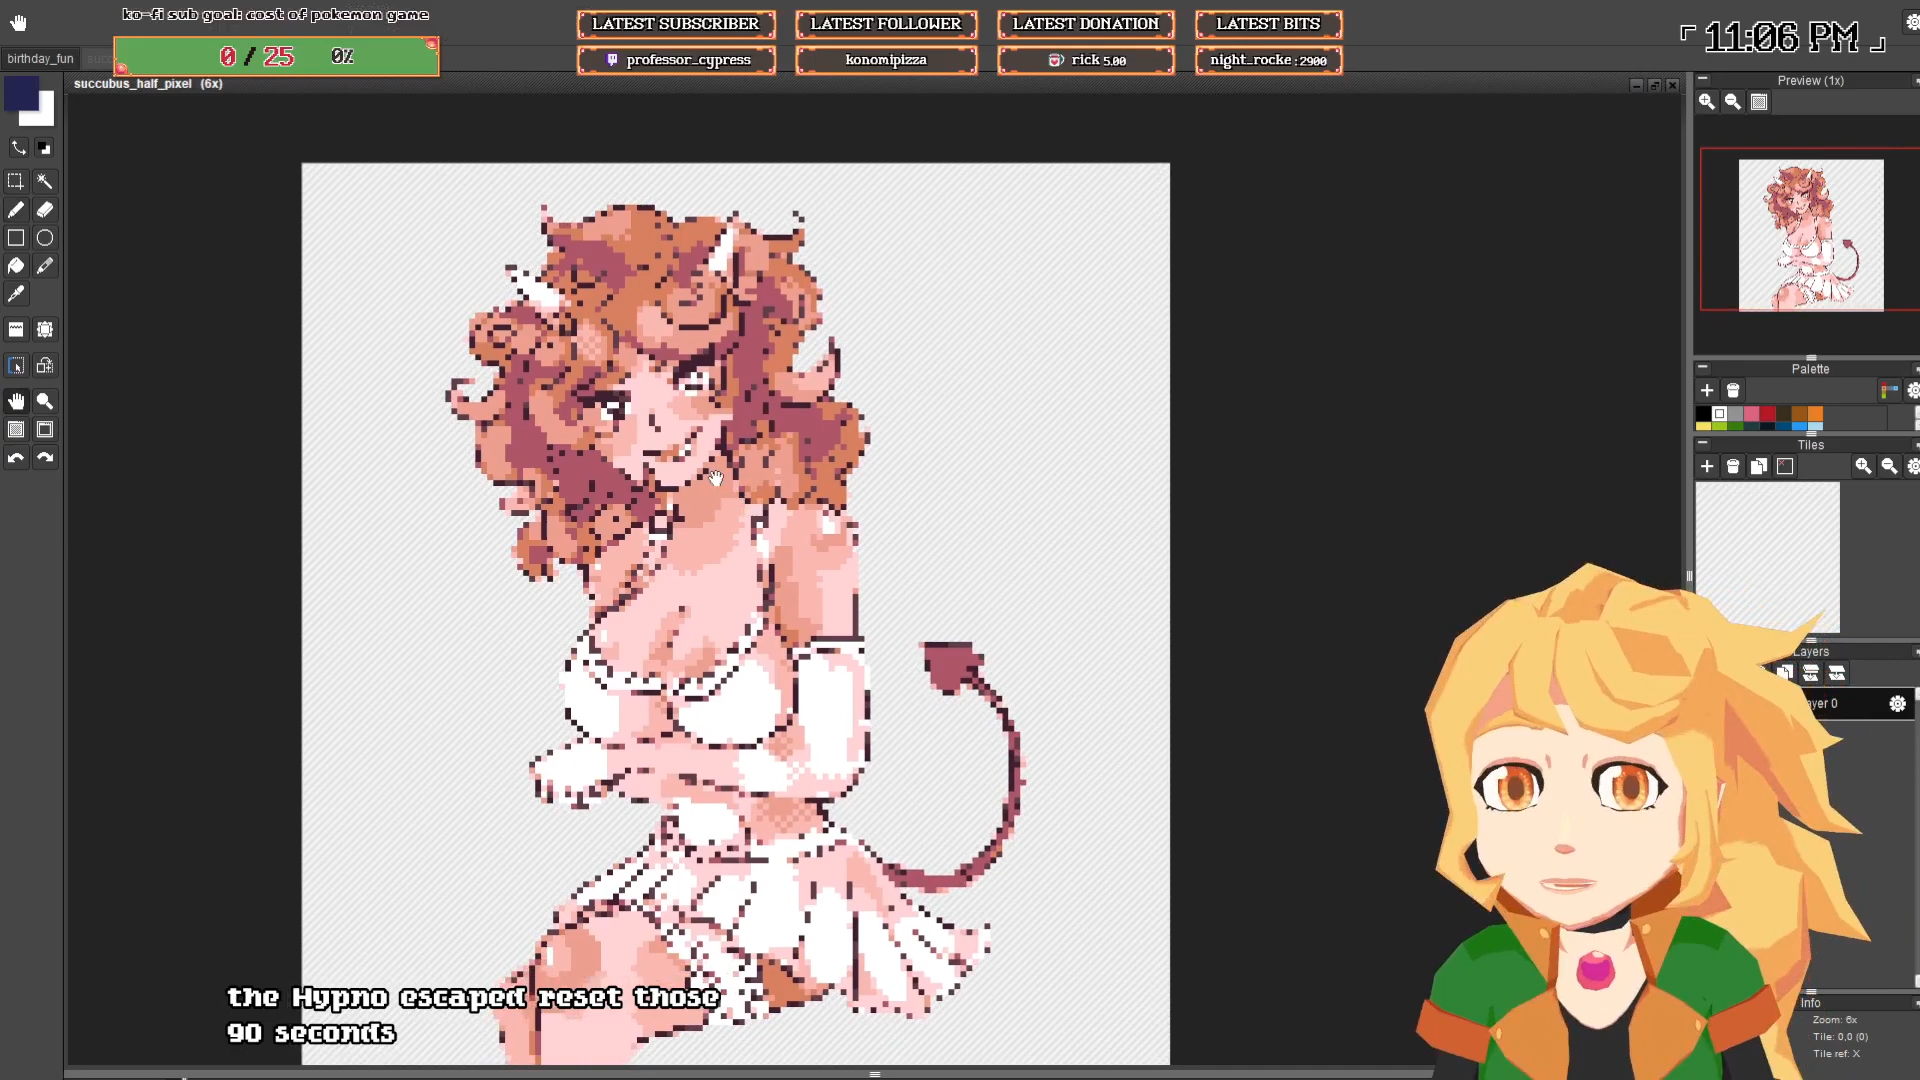 ko-fi sub goal: cost of pokemon game
0 / 25 0%
LATEST SUBSCRIBER
professor_cypress
LATEST FOLLOWER
konomipizza
LATEST DONATION
rick 5.00
LATEST BITS
night_rocke : 2900
11:06 PM
birthday_fun
succubus_half_pixel (6x)
Preview (1x)
Palette
Tiles
Layers
ayer 0
Info
Zoom: 6x
Tile: 0,0 (0)
Tile ref: X
the Hypno escaped reset those
90 seconds